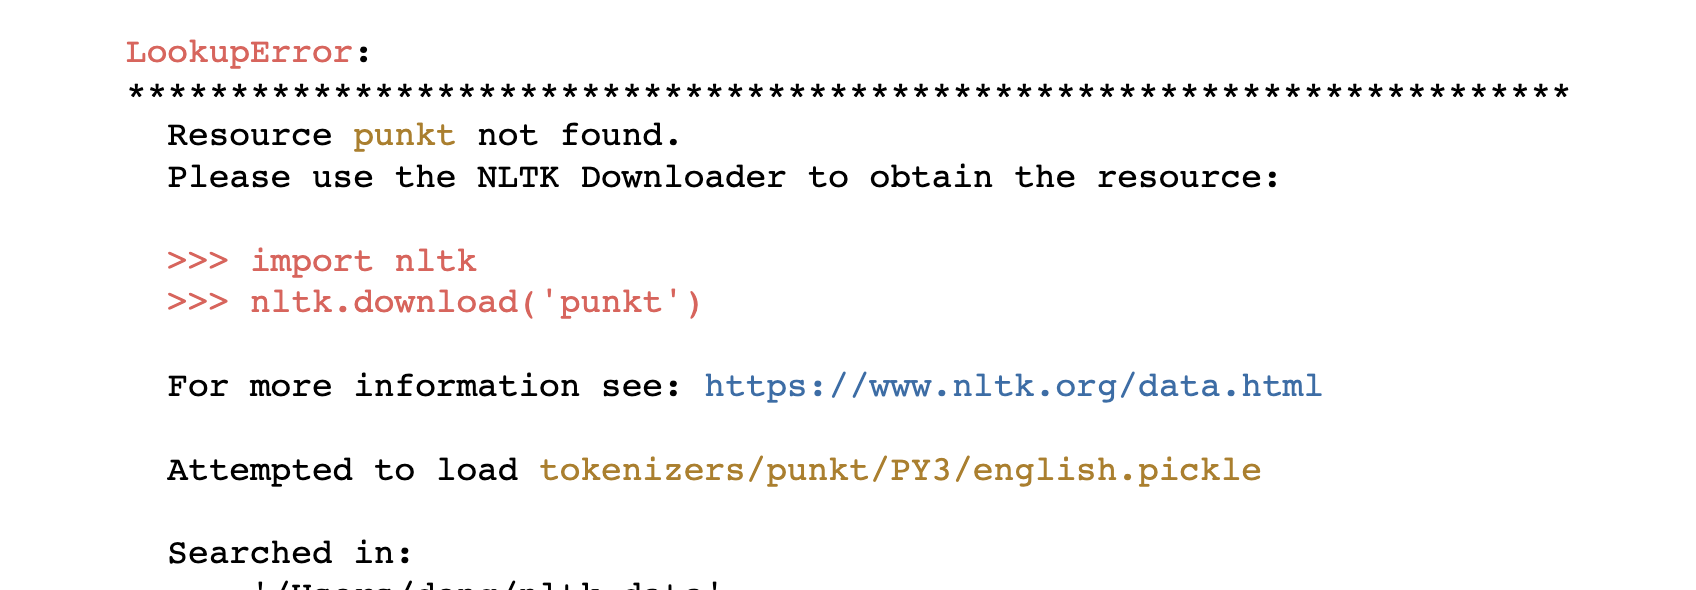 LookupError:
**********************************************************************
Resource punkt not found.
Please use the NLTK Downloader to obtain the resource:
>>> import nltk
>>> nltk.download('punkt')
For more information see: https://www.nltk.org/data.html
Attempted to load tokenizers/punkt/PY3/english.pickle
Searched in: